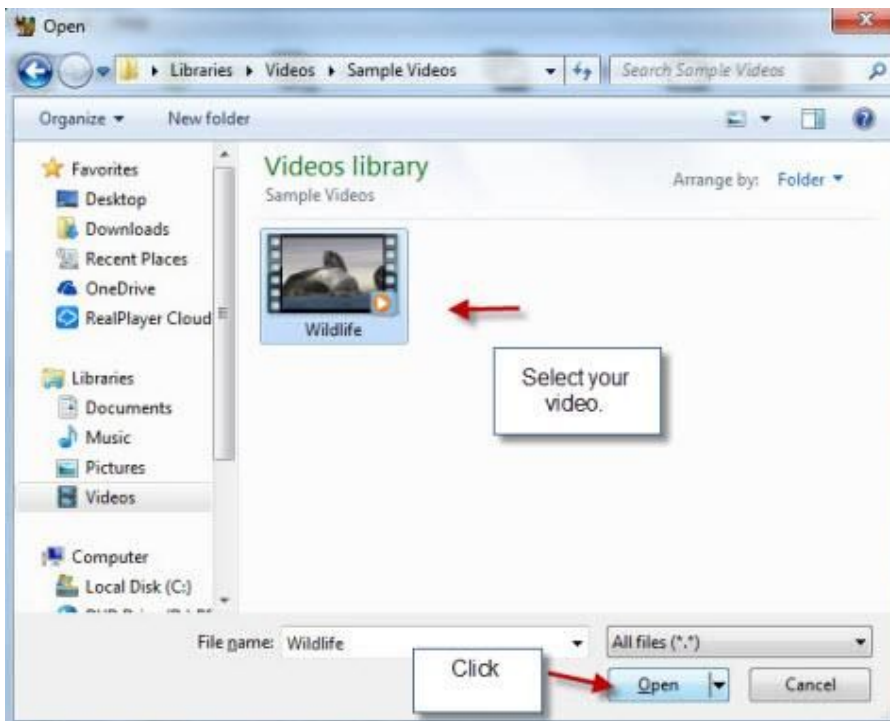 Open
Libraries Videos Sample Videos
Search Sample Videos
Organize New folder
Favorites
Desktop
Downloads
Recent Places
OneDrive
RealPlayer Cloud
Libraries
Documents
Music
Pictures
Videos
Computer
Local Disk (C:)
Videos library
Sample Videos
Arrange by: Folder
Wildlife
Select your
video.
File name: Wildlife
All files (*.*)
Click
Open
Cancel